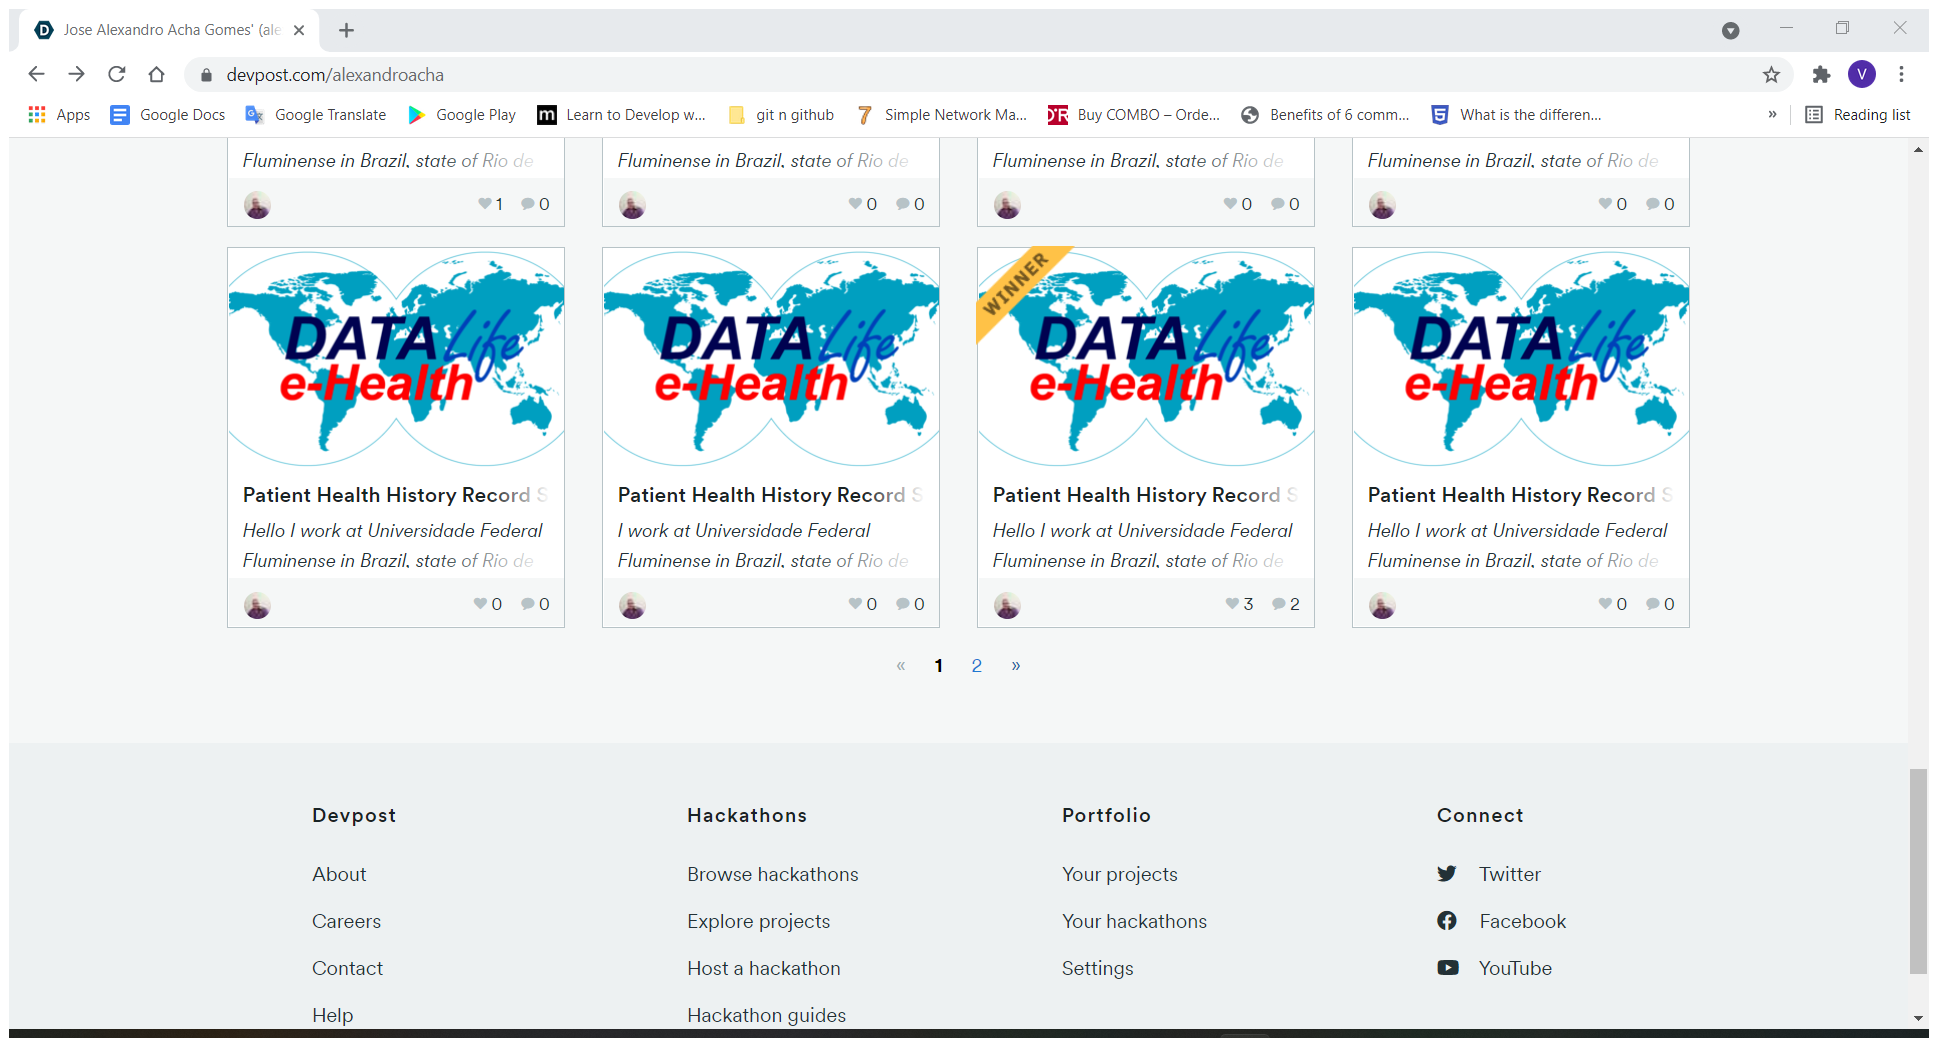 Jose Alexandro Acha Gomes' (ale
devpost.com/alexandroacha
V
Apps
Google Docs
Google Translate
Google Play
m
Learn to Develop w...
git n github
7
Simple Network Ma...
D'R
Buy COMBO – Orde...
Benefits of 6 comm...
5
What is the differen...
»
Reading list
Fluminense in Brazil, state of Rio de
Fluminense in Brazil, state of Rio de
Fluminense in Brazil, state of Rio de
Fluminense in Brazil, state of Rio de
1 0
0 0
0 0
0 0
DATA Life
e-Health
Patient Health History Record S
Hello I work at Universidade Federal
Fluminense in Brazil, state of Rio de
0 0
DATA Life
e-Health
Patient Health History Record S
I work at Universidade Federal
Fluminense in Brazil, state of Rio de
0 0
WINNER
DATA Life
e-Health
Patient Health History Record S
Hello I work at Universidade Federal
Fluminense in Brazil, state of Rio de
3 2
DATA Life
e-Health
Patient Health History Record S
Hello I work at Universidade Federal
Fluminense in Brazil, state of Rio de
0 0
« 1 2 »
Devpost
About
Careers
Contact
Help
Hackathons
Browse hackathons
Explore projects
Host a hackathon
Hackathon guides
Portfolio
Your projects
Your hackathons
Settings
Connect
Twitter
Facebook
YouTube